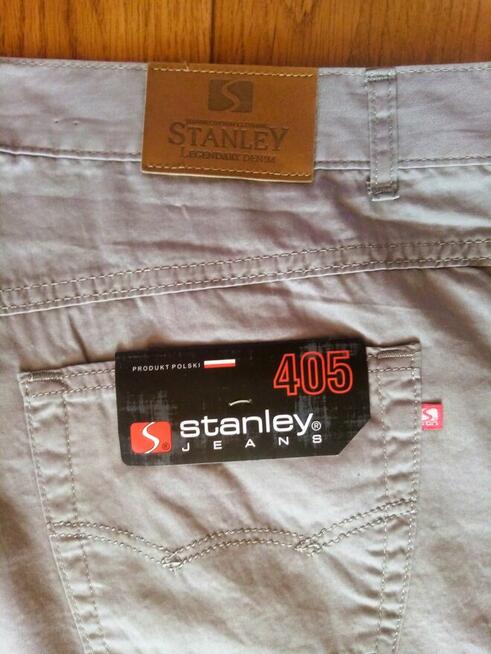 STANLEY
LEGENDARY DENIM
PRODUKT POLSKI
405
stanley®
JEANS